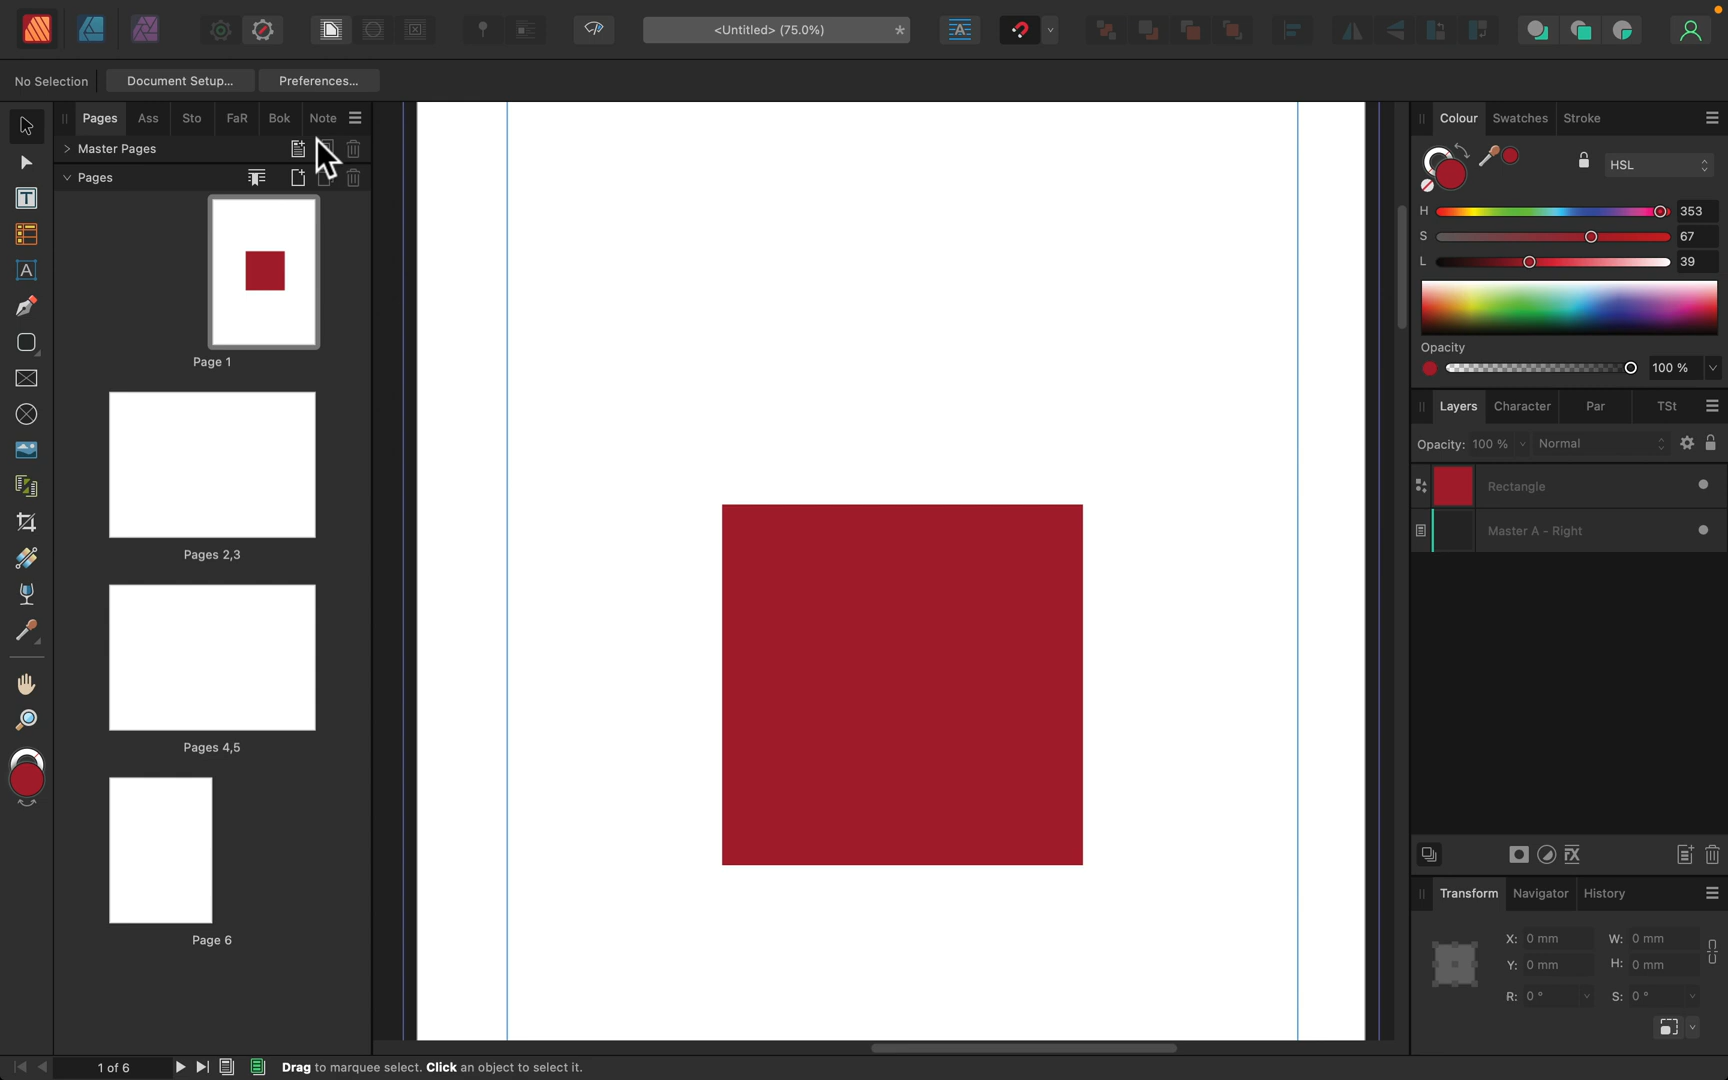 <Untitled> (75.0%)
*
No Selection
Document Setup...
Preferences...
Pages
Ass
Sto
FaR
Bok
Note
Master Pages
Pages
Page 1
Pages 2,3
Pages 4,5
Page 6
Colour
Swatches
Stroke
HSL
H
353
S
67
L
39
Opacity
100 %
Layers
Character
Par
TSt
Opacity: 100 %
Normal
Rectangle
Master A - Right
Transform
Navigator
History
X: 0 mm
W: 0 mm
Y: 0 mm
H: 0 mm
R: 0 °
S: 0 °
1 of 6
Drag to marquee select. Click an object to select it.